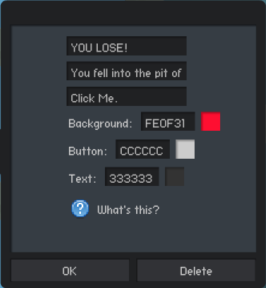 YOU LOSE!
You fell into the pit of
Click Me.
Background: FE0F31
Button: CCCCCC
Text: 333333
? What's this?
OK Delete